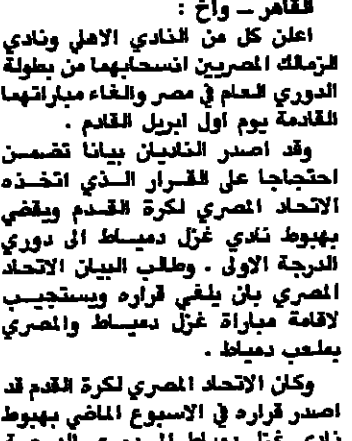 القاهر - واخ :
اعلن كل من النادي الاهلي ونادي
الزمالك المصريين انسحابهما من بطولة
الدوري العام في مصر والغاء مباراتهما
القادمة يوم اول ابريل القادم .
وقد اصدر الناديان بيانا تضمن
احتجاجا على القرار الذي اتخذه
الاتحاد المصري لكرة القدم ويقضي
بهبوط نادي غزل دمياط الى دوري
الدرجة الاولى . وطالب البيان الاتحاد
المصري بان يلغي قراره ويستجيب
لاقامة مباراة غزل دمياط والمصري
بملعب دمياط .
وكان الاتحاد المصري لكرة القدم قد
اصدر قراره في الاسبوع الماضي بهبوط
نادي غزل دمياط